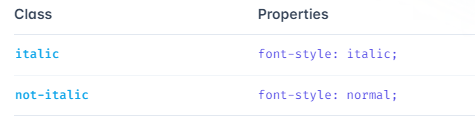 Class Properties
italic font-style: italic;
not-italic font-style: normal;